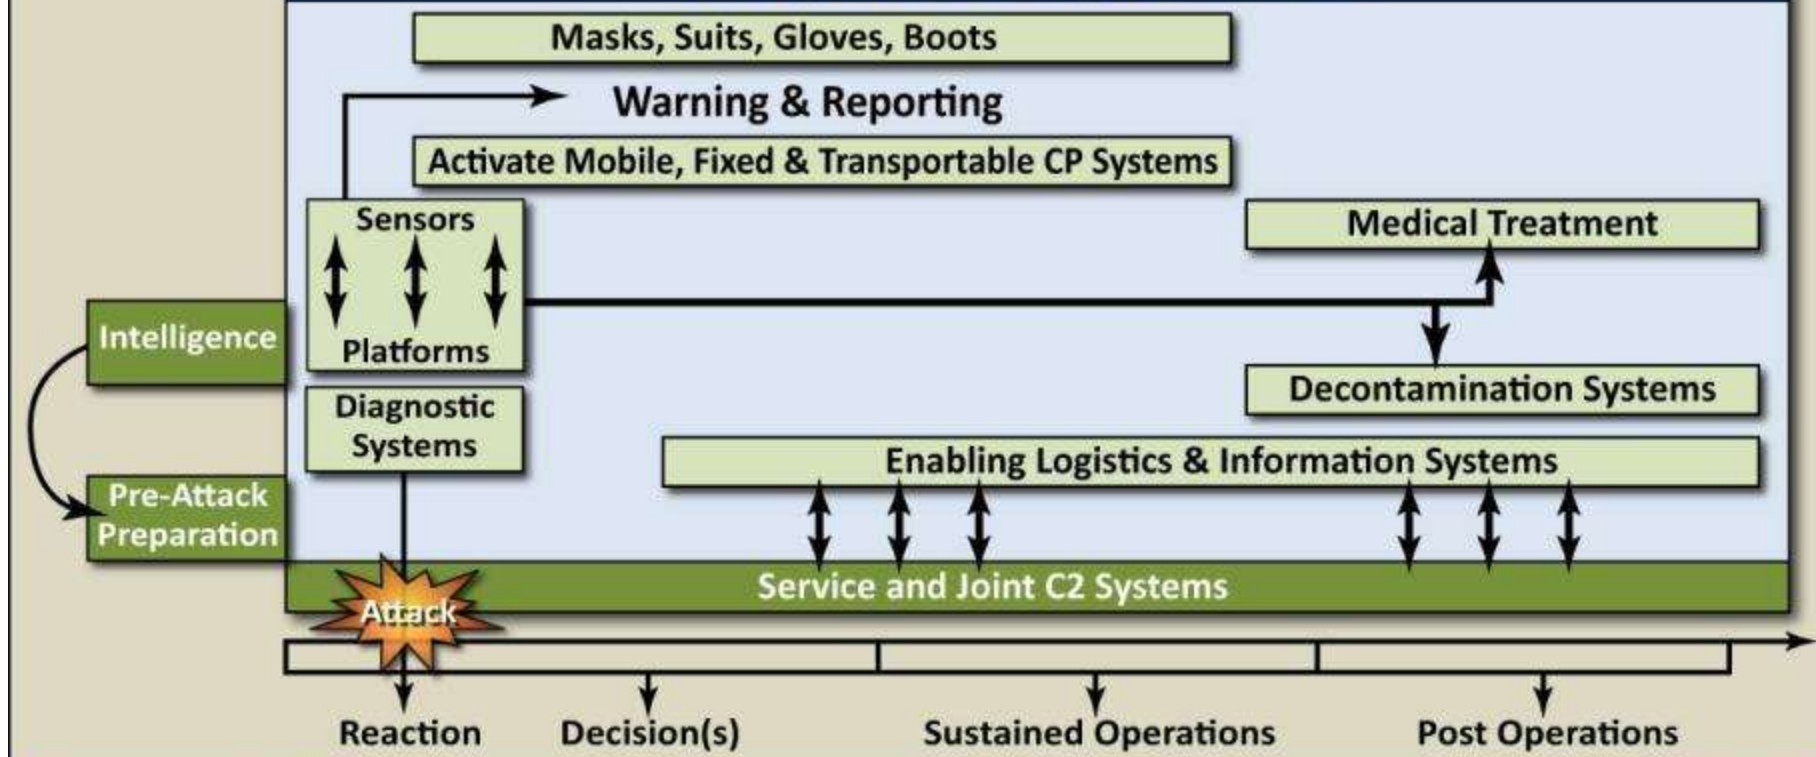 Masks, Suits, Gloves, Boots
Warning & Reporting
Activate Mobile, Fixed & Transportable CP Systems
Sensors
Platforms
Medical Treatment
Intelligence
Decontamination Systems
Diagnostic
Systems
Enabling Logistics & Information Systems
Pre-Attack
Preparation
Service and Joint C2 Systems
Attack
Reaction
Decision(s)
Sustained Operations
Post Operations